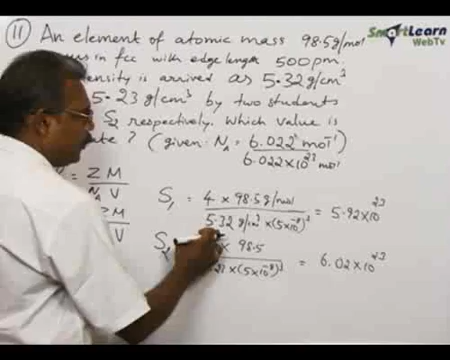 ⑪ An element of atomic mass 98.5 g/mol
in fcc with edge length 500 pm.
is arrived as 5.32 g/cm³
5.23 g/cm³ by two students
S₂ respectively. Which value is
? (given: N_A = 6.022 mol⁻¹
6.022×10²³ mol⁻¹
= ZM / N_A V
ZM / V
S₁ = 4 × 98.5 g/mol / 5.32 g/cm³ × (5×10⁻⁸)³ = 5.92×10²³
S₂ × 98.5 / × (5×10⁻⁸)³ = 6.02×10²³
SmartLearn
WebTv